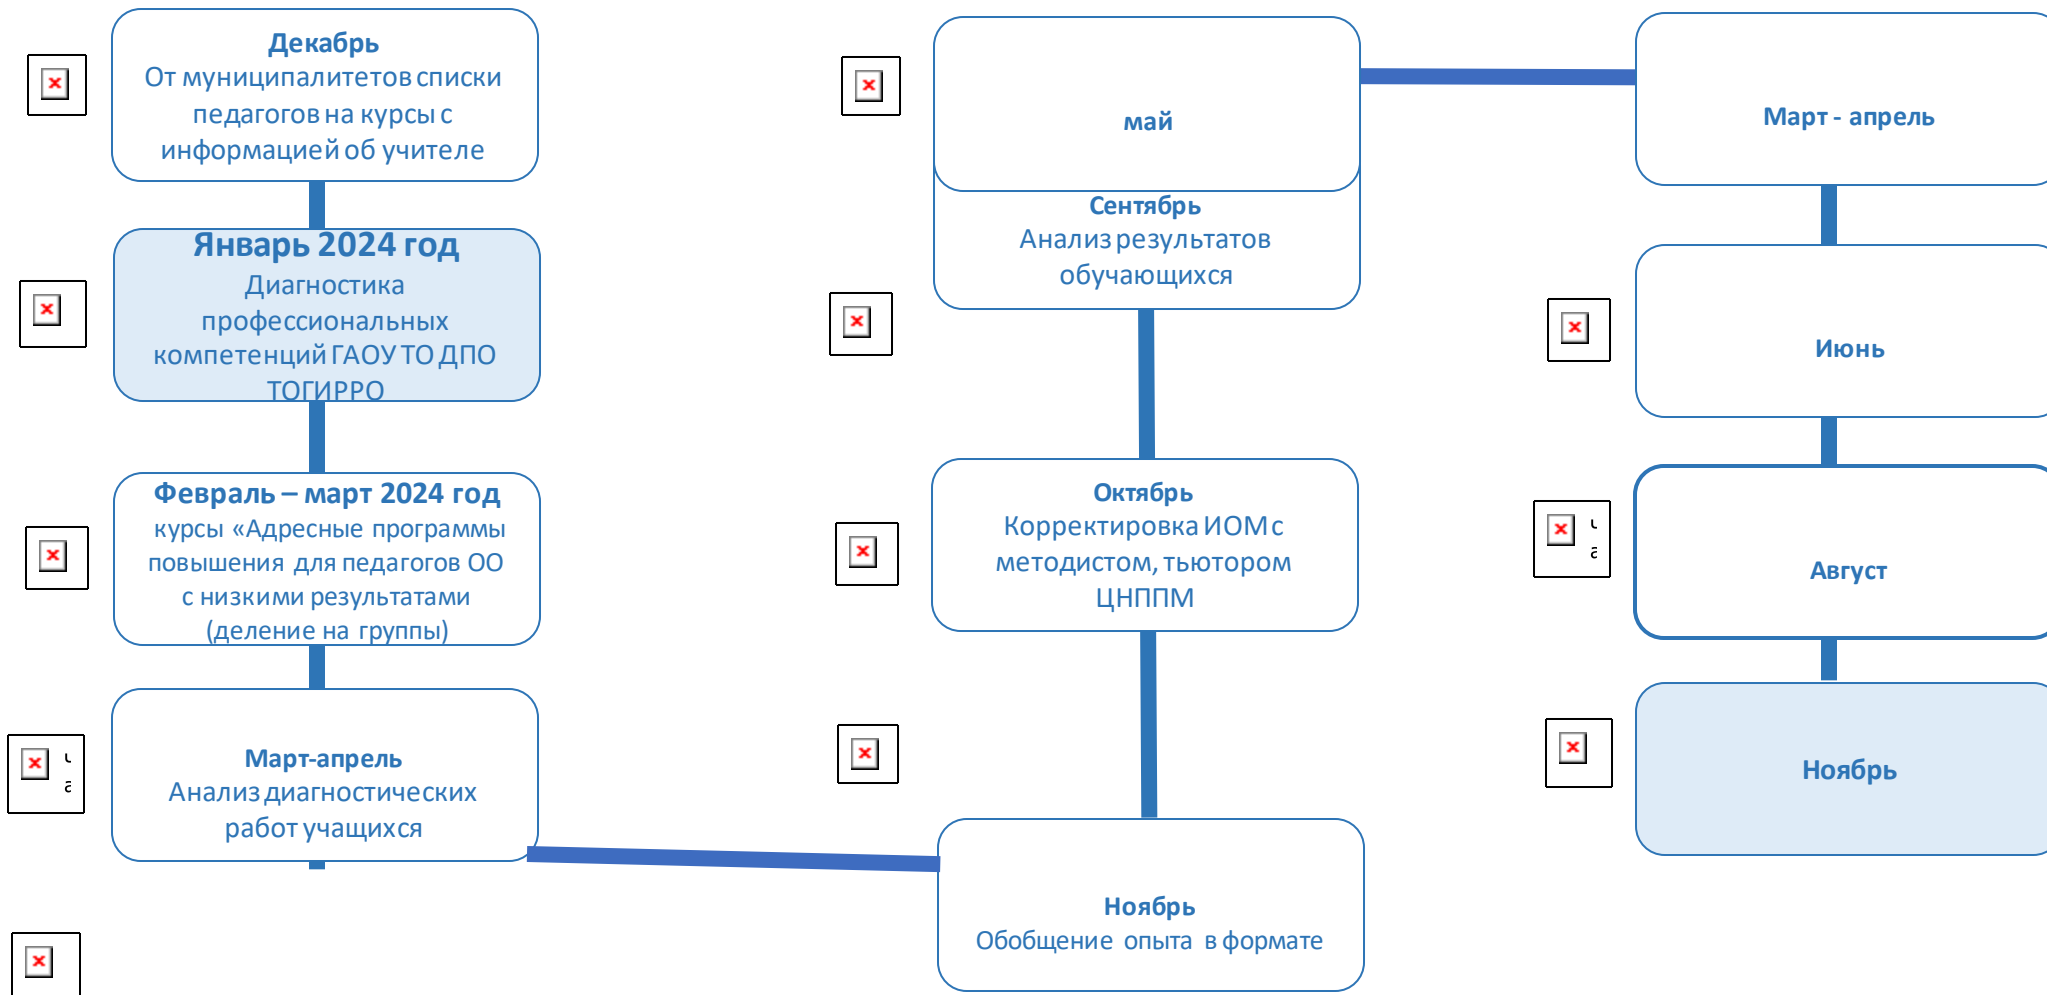 Декабрь
От муниципалитетов списки
педагогов на курсы с
информацией об учителе
Январь 2024 год
Диагностика
профессиональных
компетенций ГАОУ ТО ДПО
ТОГИРРО
Февраль – март 2024 год
курсы «Адресные программы
повышения для педагогов ОО
с низкими результатами
(деление на группы)
Март-апрель
Анализ диагностических
работ учащихся
май
Сентябрь
Анализ результатов
обучающихся
Октябрь
Корректировка ИОМ с
методистом, тьютором
ЦНППМ
Ноябрь
Обобщение опыта в формате
Март - апрель
Июнь
Август
Ноябрь